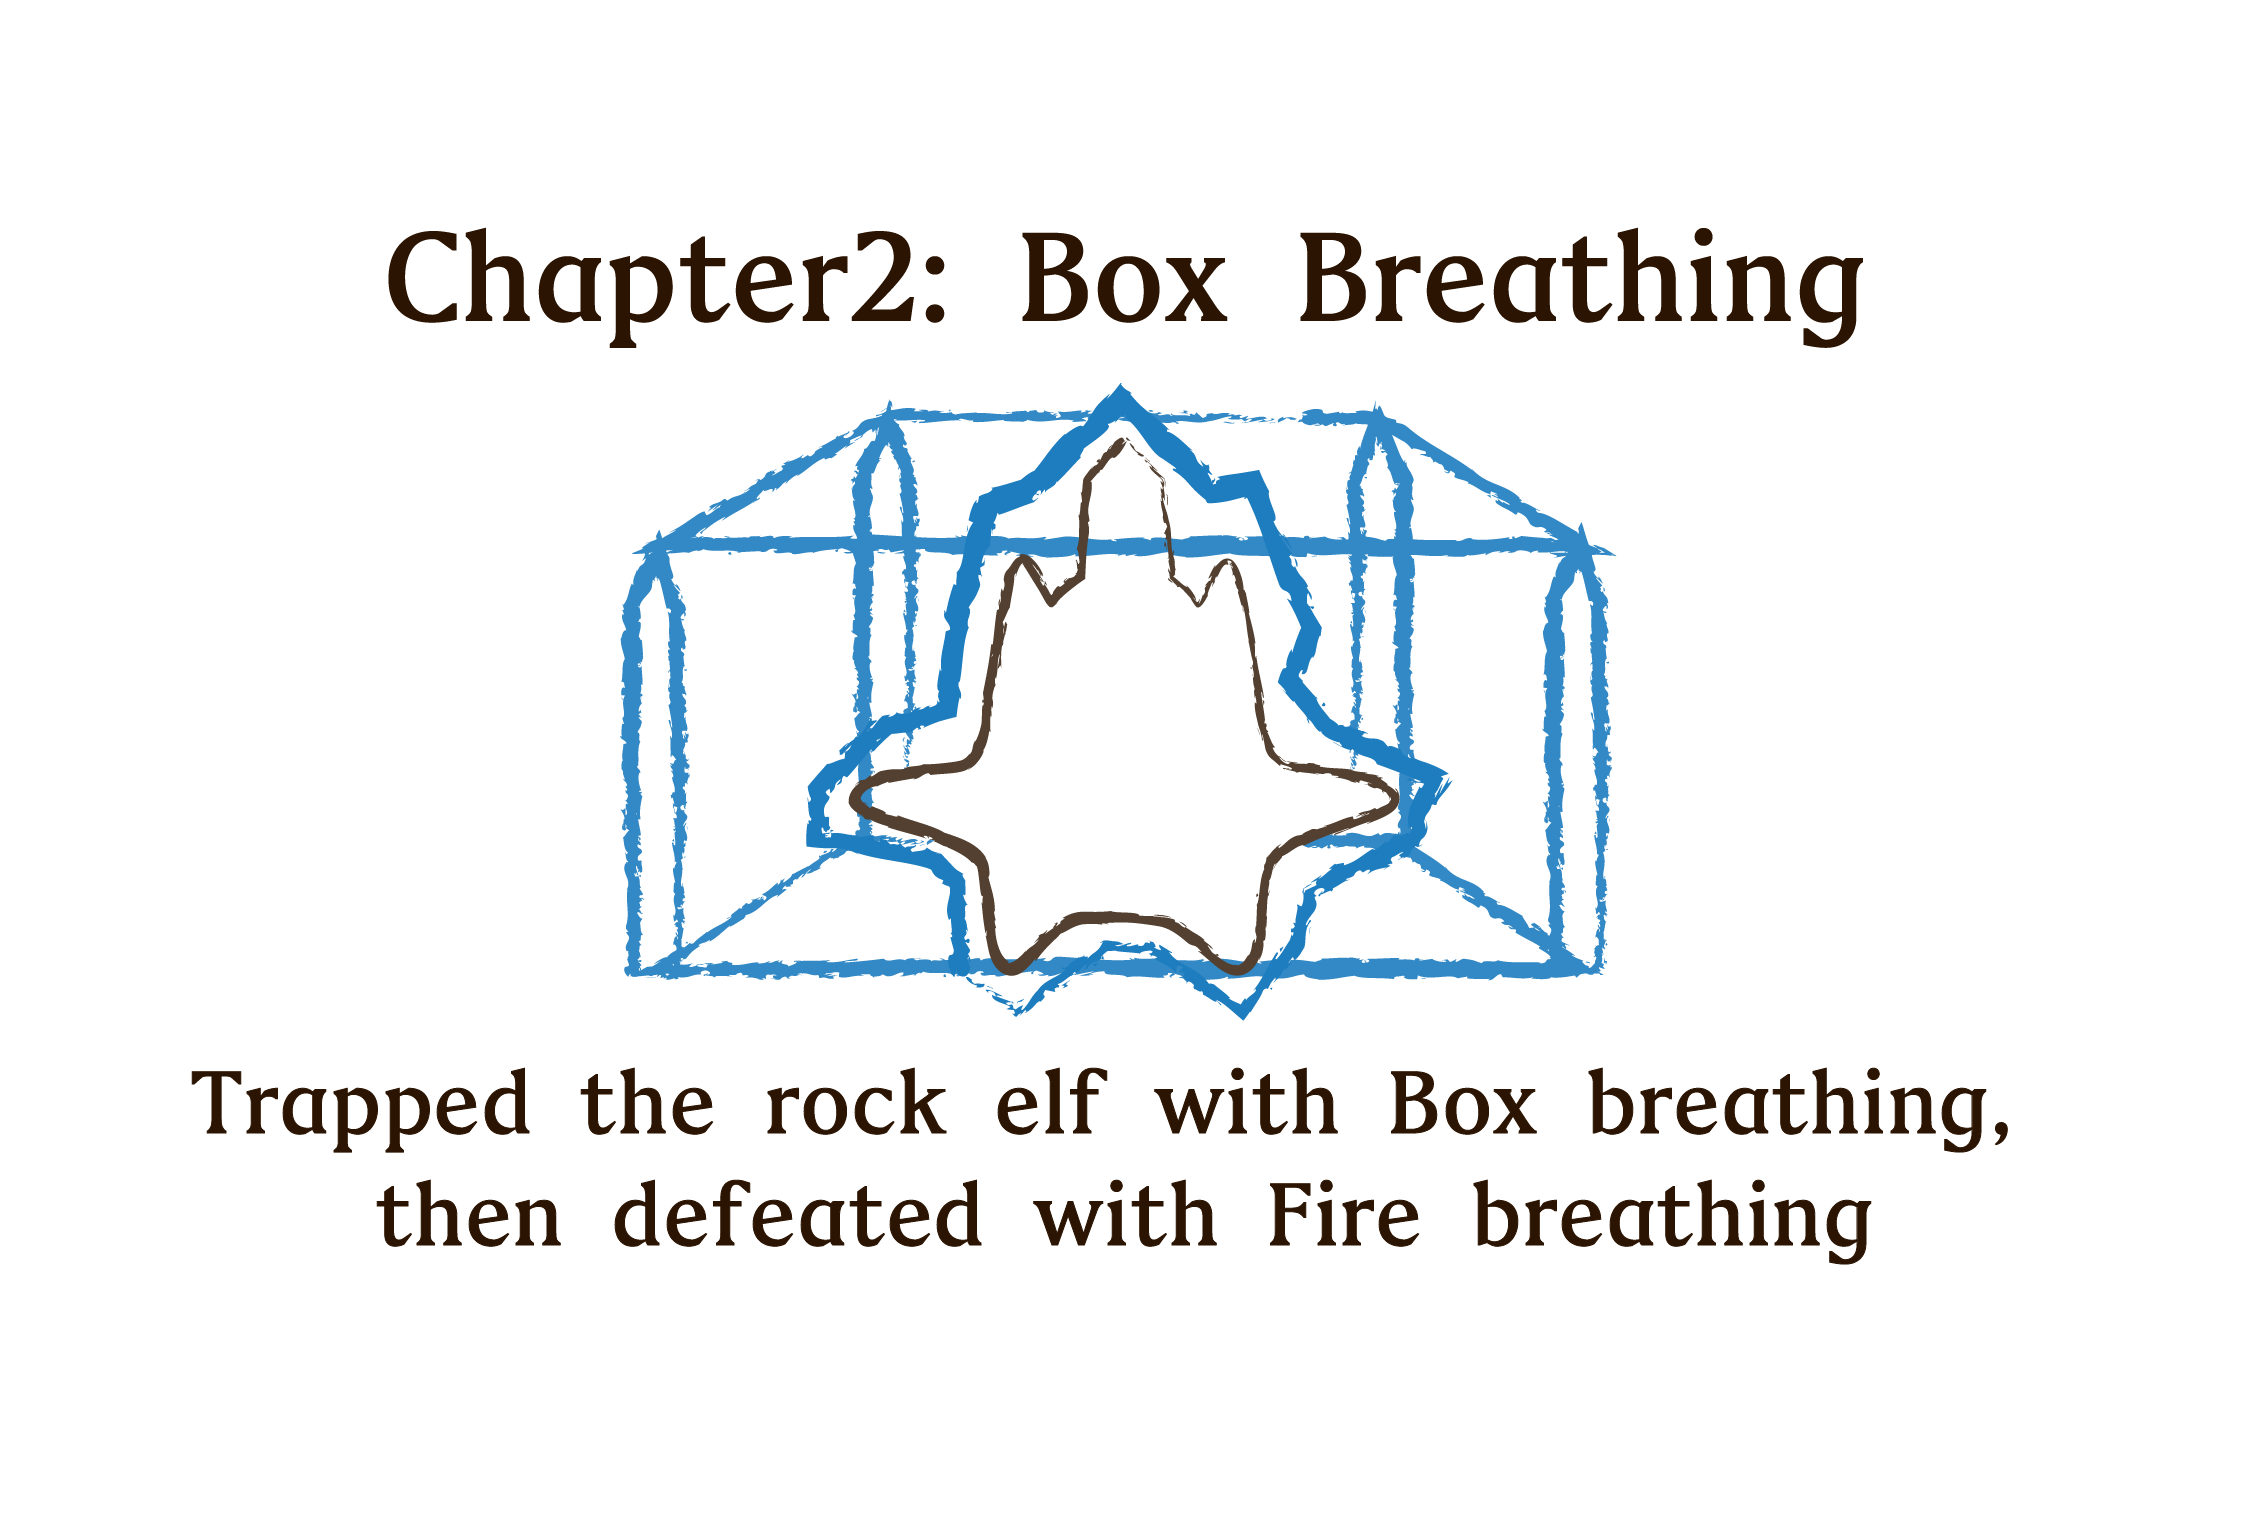 Chapter2: Box Breathing
Trapped the rock elf with Box breathing,
then defeated with Fire breathing